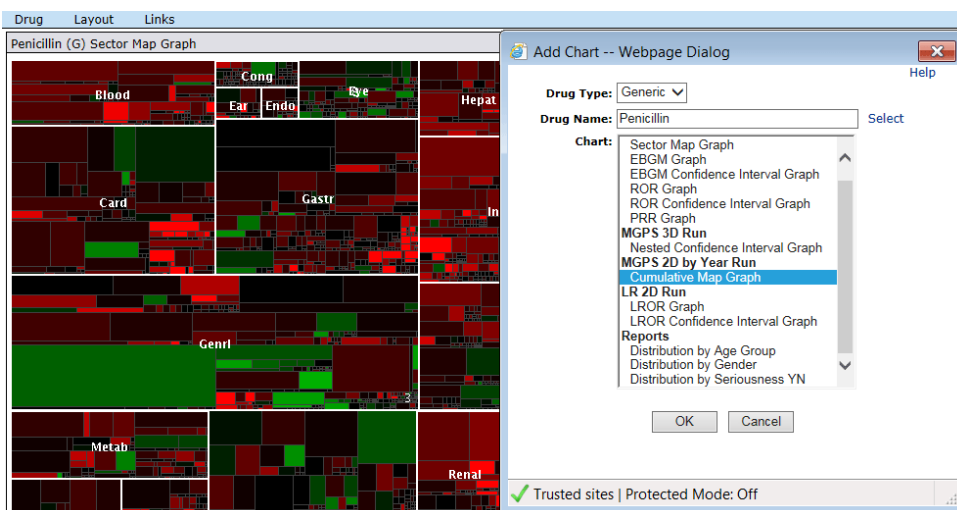 Drug Layout Links
Penicillin (G) Sector Map Graph
Blood
Cong
Eye
Ear
Endo
Hepat
Card
Gastr
In
Genrl
3
Metab
Renal
Add Chart -- Webpage Dialog
Help
Drug Type: Generic
Drug Name: Penicillin Select
Chart:
Sector Map Graph
EBGM Graph
EBGM Confidence Interval Graph
ROR Graph
ROR Confidence Interval Graph
PRR Graph
MGPS 3D Run
Nested Confidence Interval Graph
MGPS 2D by Year Run
Cumulative Map Graph
LR 2D Run
LROR Graph
LROR Confidence Interval Graph
Reports
Distribution by Age Group
Distribution by Gender
Distribution by Seriousness YN
OK Cancel
Trusted sites | Protected Mode: Off